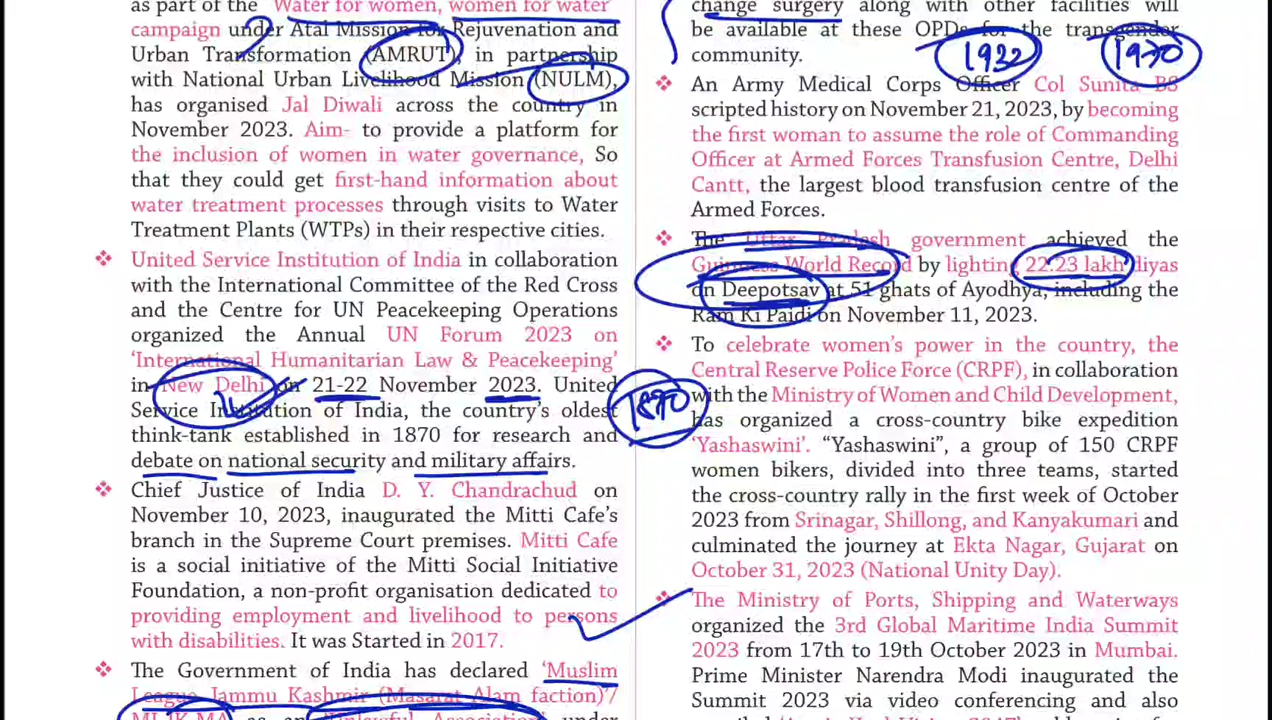 as part of the 'Water for women, women for water'
campaign under Atal Mission for Rejuvenation and
Urban Transformation (AMRUT), in partnership
with National Urban Livelihood Mission (NULM),
has organised Jal Diwali across the country in
November 2023. Aim- to provide a platform for
the inclusion of women in water governance, So
that they could get first-hand information about
water treatment processes through visits to Water
Treatment Plants (WTPs) in their respective cities.
❖ United Service Institution of India in collaboration
with the International Committee of the Red Cross
and the Centre for UN Peacekeeping Operations
organized the Annual UN Forum 2023 on
'International Humanitarian Law & Peacekeeping'
in New Delhi on 21-22 November 2023. United
Service Institution of India, the country's oldest
think-tank established in 1870 for research and
debate on national security and military affairs.
1870
❖ Chief Justice of India D. Y. Chandrachud on
November 10, 2023, inaugurated the Mitti Cafe's
branch in the Supreme Court premises. Mitti Cafe
is a social initiative of the Mitti Social Initiative
Foundation, a non-profit organisation dedicated to
providing employment and livelihood to persons
with disabilities. It was Started in 2017.
❖ The Government of India has declared 'Muslim
League Jammu Kashmir (Masarat Alam faction)'/
MLJK-MA as an 'Unlawful Association' under
change surgery along with other facilities will
be available at these OPDs for the transgender
community.
1932
1970
❖ An Army Medical Corps Officer Col Sunita BS
scripted history on November 21, 2023, by becoming
the first woman to assume the role of Commanding
Officer at Armed Forces Transfusion Centre, Delhi
Cantt, the largest blood transfusion centre of the
Armed Forces.
❖ The Uttar Pradesh government achieved the
Guinness World Record by lighting 22.23 lakh diyas
on Deepotsav at 51 ghats of Ayodhya, including the
Ram Ki Paidi on November 11, 2023.
❖ To celebrate women's power in the country, the
Central Reserve Police Force (CRPF), in collaboration
with the Ministry of Women and Child Development,
has organized a cross-country bike expedition
'Yashaswini'. "Yashaswini", a group of 150 CRPF
women bikers, divided into three teams, started
the cross-country rally in the first week of October
2023 from Srinagar, Shillong, and Kanyakumari and
culminated the journey at Ekta Nagar, Gujarat on
October 31, 2023 (National Unity Day).
❖ The Ministry of Ports, Shipping and Waterways
organized the 3rd Global Maritime India Summit
2023 from 17th to 19th October 2023 in Mumbai.
Prime Minister Narendra Modi inaugurated the
Summit 2023 via video conferencing and also